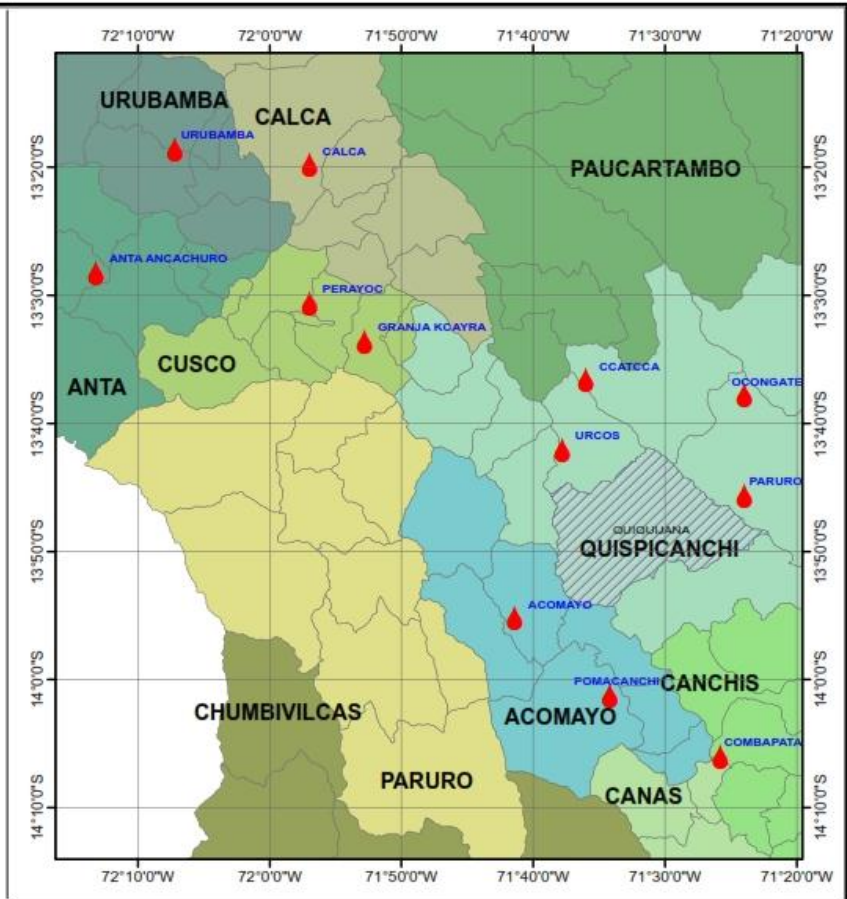 72°10'0"W 72°0'0"W 71°50'0"W 71°40'0"W 71°30'0"W 71°20'0"W
URUBAMBA
CALCA
URUBAMBA
CALCA
13°20'0"S 13°20'0"S
PAUCARTAMBO
ANTA ANCACHURO
PERAYOC
13°30'0"S 13°30'0"S
GRANJA KCAYRA
CUSCO
CCATCCA
ANTA
OCONGATE
13°40'0"S 13°40'0"S
URCOS
PARURO
QUIQUIJANA
QUISPICANCHI
13°50'0"S 13°50'0"S
ACOMAYO
14°0'0"S 14°0'0"S
POMACANCHI
CANCHIS
CHUMBIVILCAS
ACOMAYO
COMBAPATA
PARURO
CANAS
14°10'0"S 14°10'0"S
72°10'0"W 72°0'0"W 71°50'0"W 71°40'0"W 71°30'0"W 71°20'0"W